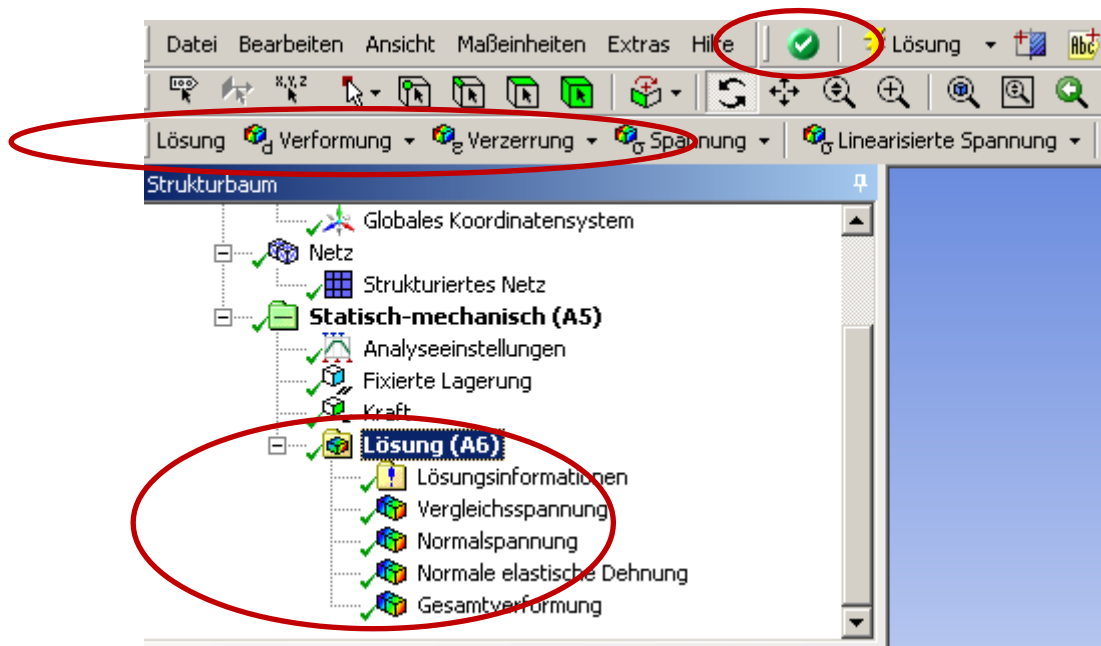 Datei Bearbeiten Ansicht Maßeinheiten Extras Hilfe Lösung Abc
x,y,z
Lösung Verformung Verzerrung Spannung Linearisierte Spannung
Strukturbaum
Globales Koordinatensystem
Netz
Strukturiertes Netz
Statisch-mechanisch (A5)
Analyseeinstellungen
Fixierte Lagerung
Kraft
Lösung (A6)
Lösungsinformationen
Vergleichsspannung
Normalspannung
Normale elastische Dehnung
Gesamtverformung